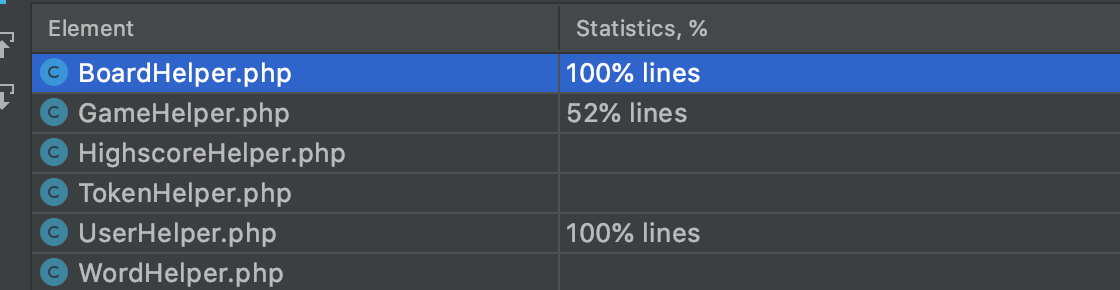 Element Statistics, %
C BoardHelper.php 100% lines
C GameHelper.php 52% lines
C HighscoreHelper.php
C TokenHelper.php
C UserHelper.php 100% lines
C WordHelper.php